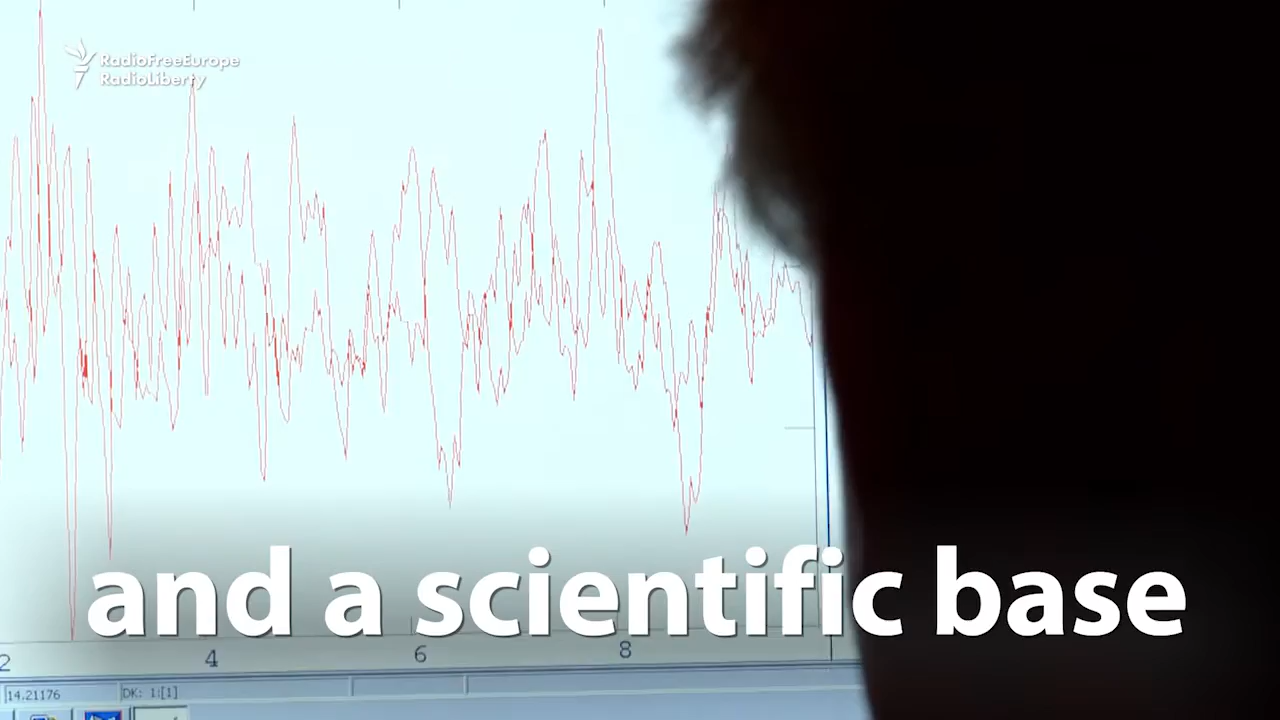 RadioFreeEurope
RadioLiberty
and a scientific base
2 4 6 8
14.21176 DK: 1:[1]